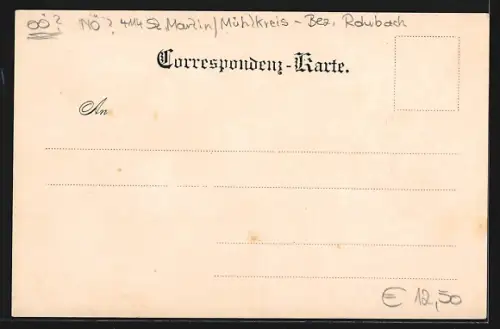 OÖ? NÖ? 4114 St. Martin/Mühlkreis - Bez. Rohrbach
Correspondenz-Karte.
An
€ 12,50